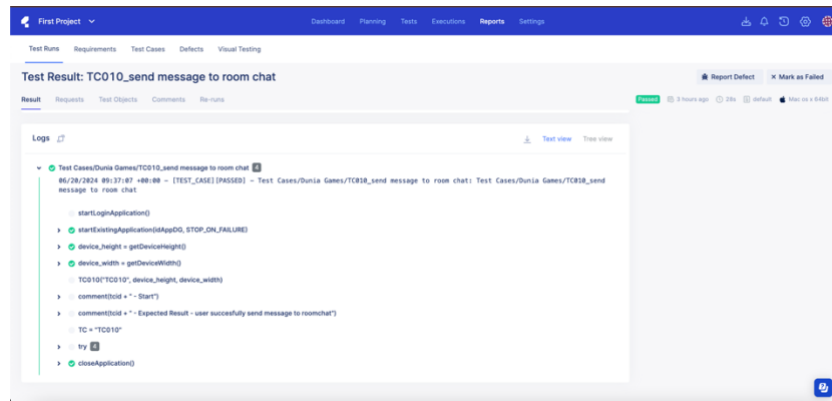 First Project Dashboard Planning Tests Executions Reports Settings
Test Runs Requirements Test Cases Defects Visual Testing
Test Result: TC010_send message to room chat Report Defect × Mark as Failed
Result Requests Test Objects Comments Re-runs Passed 3 hours ago 28s default Mac os x 64bit
Logs Text view Tree view
Test Cases/Dunia Games/TC010_send message to room chat 4
06/20/2024 09:37:07 +00:00 - [TEST_CASE][PASSED] - Test Cases/Dunia Games/TC010_send message to room chat: Test Cases/Dunia Games/TC010_send
message to room chat
startLoginApplication()
startExistingApplication(idAppDG, STOP_ON_FAILURE)
device_height = getDeviceHeight()
device_width = getDeviceWidth()
TC010("TC010", device_height, device_width)
comment(tcid + " - Start")
comment(tcid + " - Expected Result - user succesfully send message to roomchat")
TC = "TC010"
try 4
closeApplication()